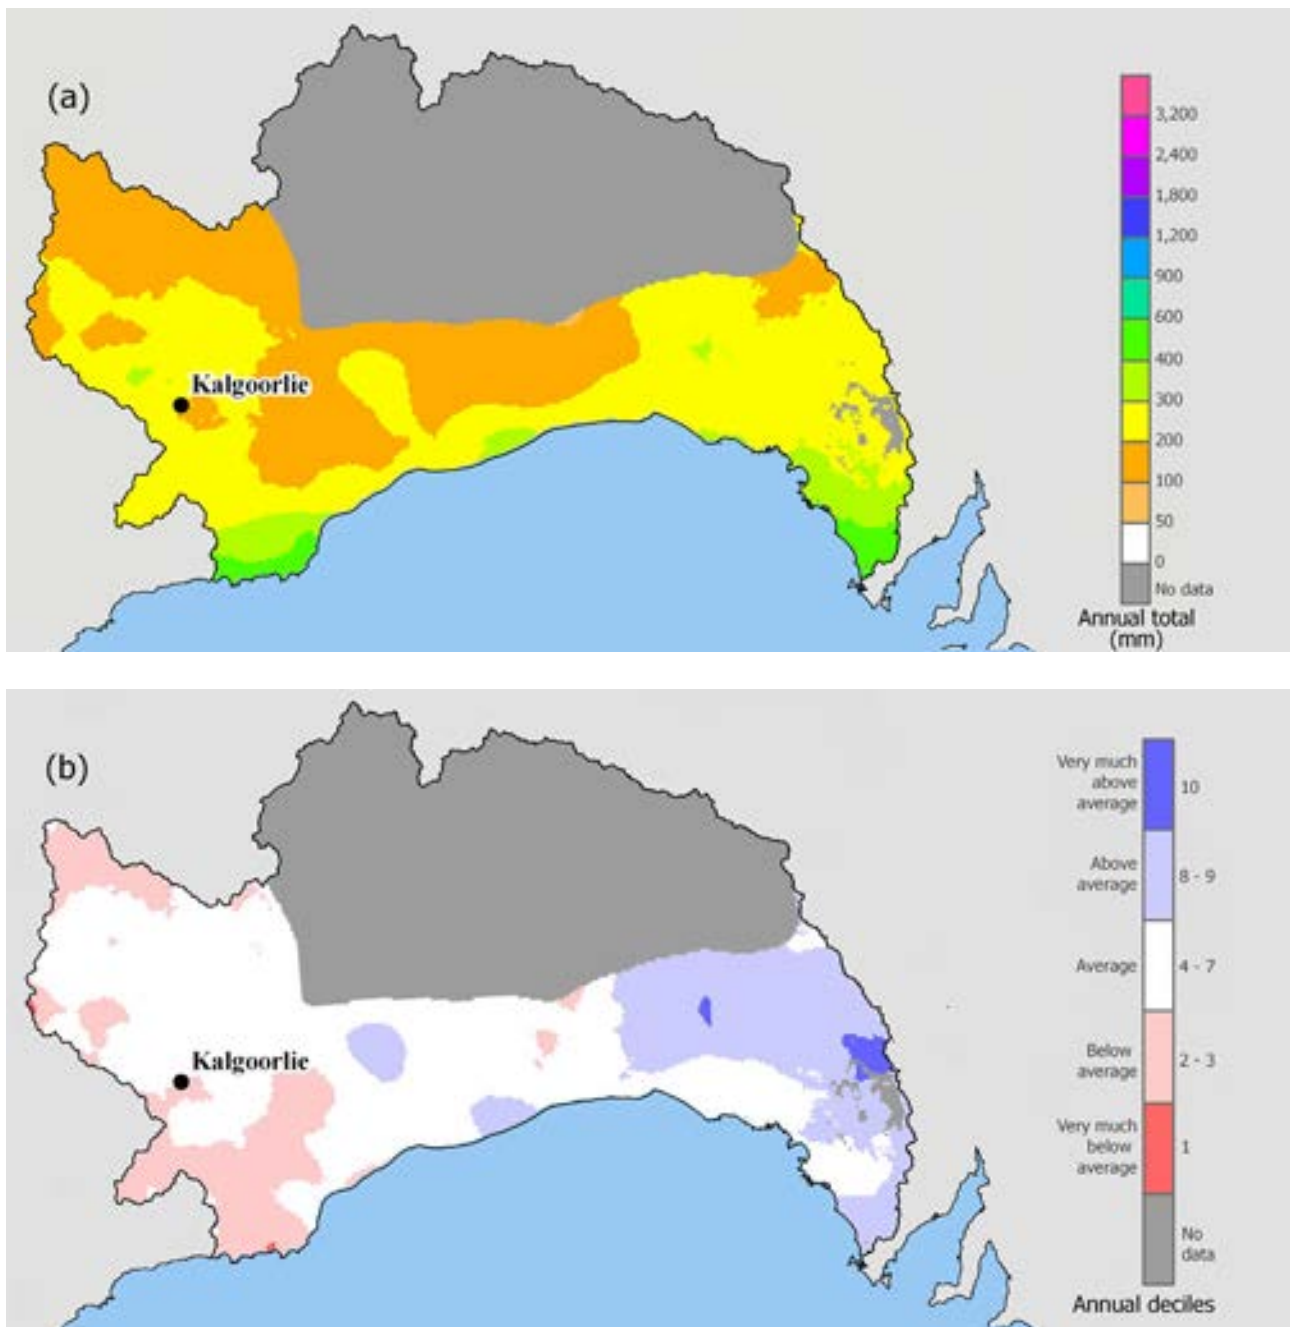 (a)
Kalgoorlie
3,200
2,400
1,800
1,200
900
600
400
300
200
100
50
0
No data
Annual total
(mm)
(b)
Kalgoorlie
Very much
above
average
10
Above
average
8 - 9
Average
4 - 7
Below
average
2 - 3
Very much
below
average
1
No
data
Annual deciles